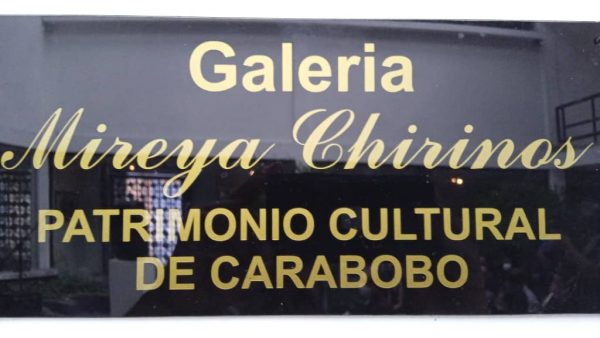 Galeria
Mireya Chirinos
PATRIMONIO CULTURAL
DE CARABOBO